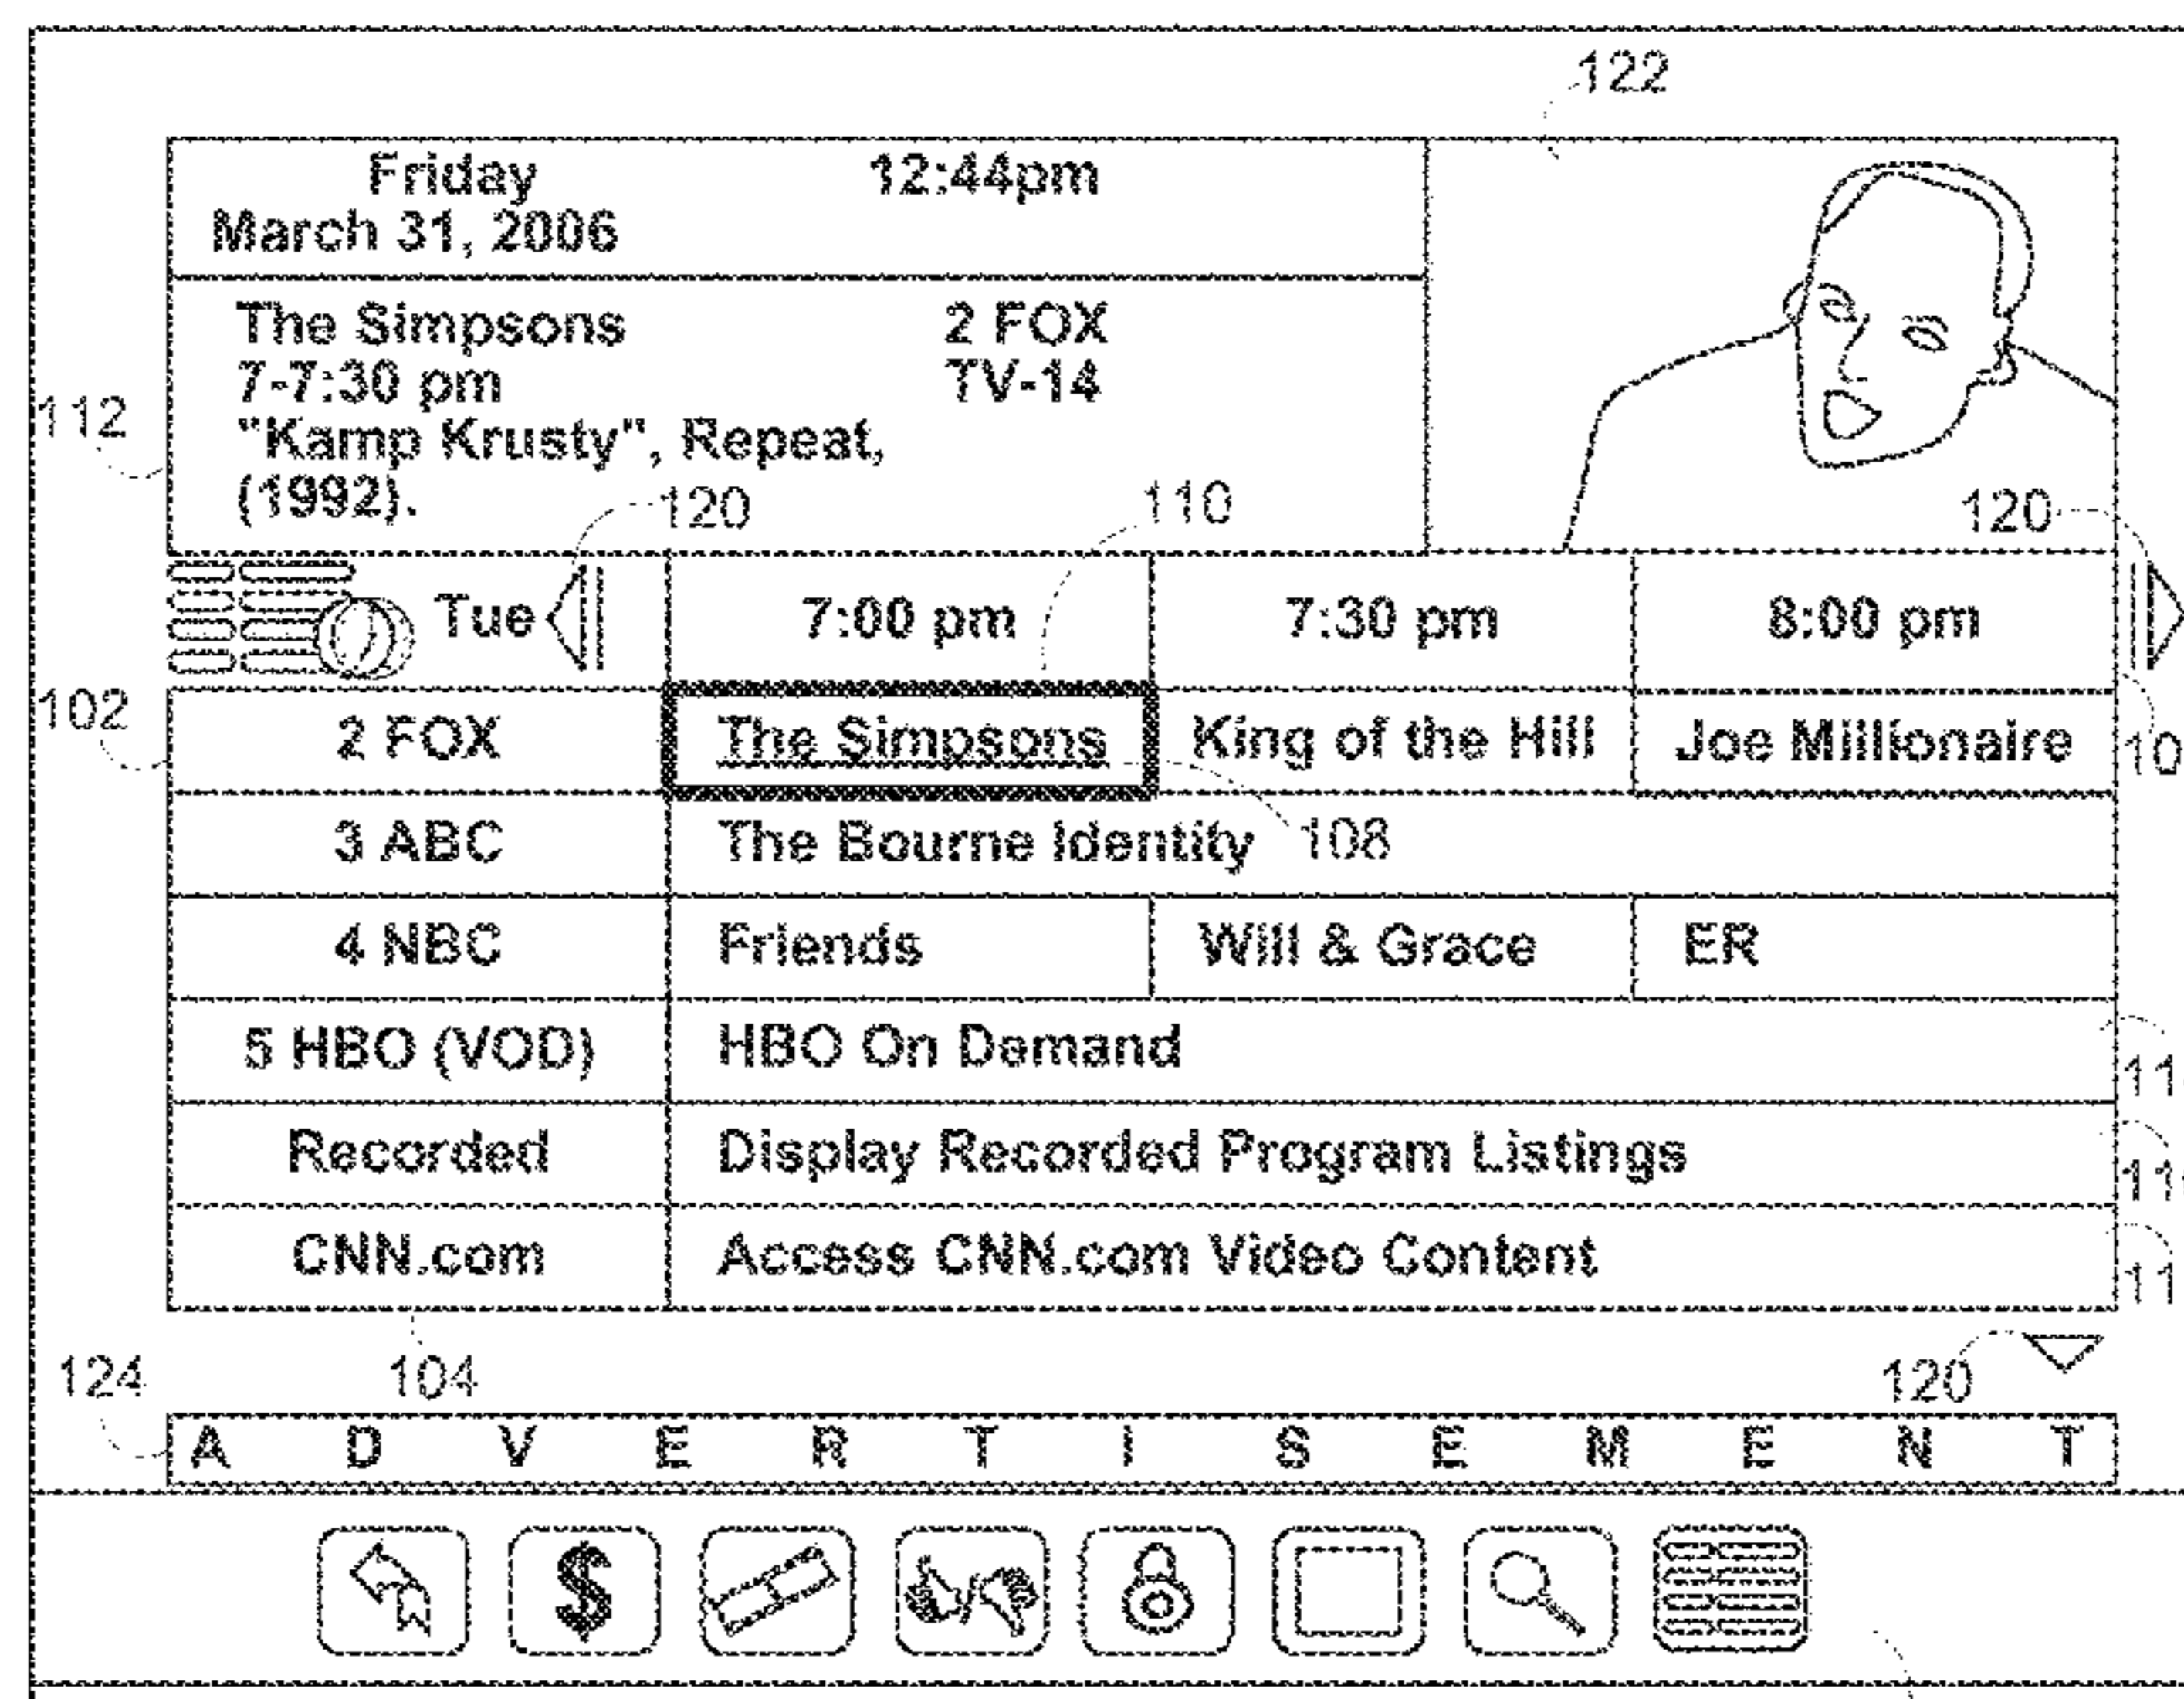 122
Friday 12:44pm
March 31, 2006
The Simpsons 2 FOX
7-7:30 pm TV-14
112
"Kamp Krusty", Repeat,
(1992).
120 110 120
Tue 7:00 pm 7:30 pm 8:00 pm
102
2 FOX The Simpsons King of the Hill Joe Millionaire
3 ABC The Bourne Identity 108
4 NBC Friends Will & Grace ER
5 HBO (VOD) HBO On Demand
Recorded Display Recorded Program Listings
CNN.com Access CNN.com Video Content
124 104 120
A D V E R T I S E M E N T
$